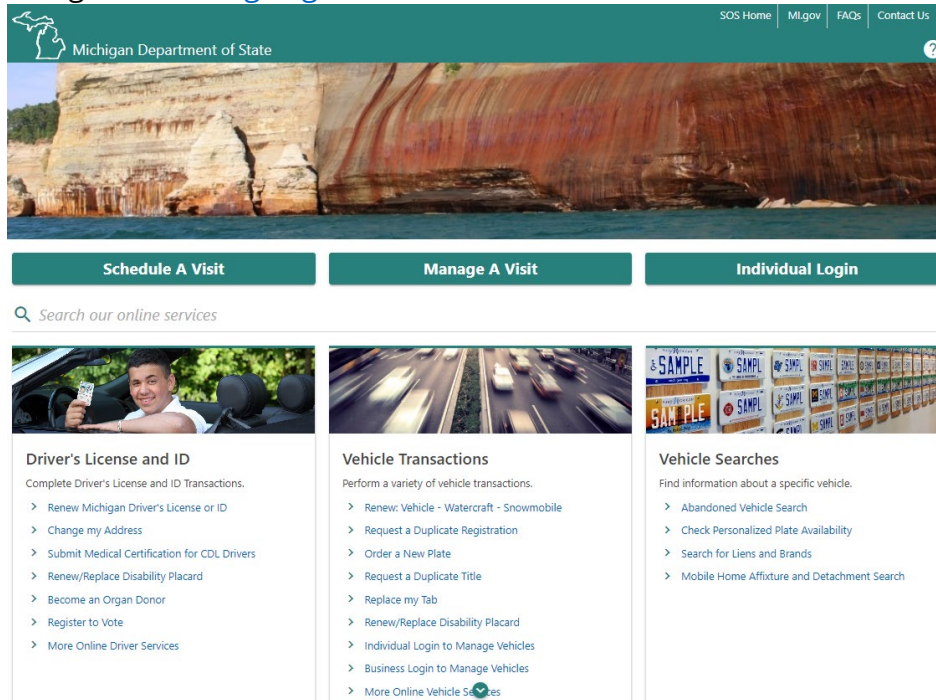 SOS Home
MI.gov
FAQs
Contact Us
Michigan Department of State
?
Schedule A Visit
Manage A Visit
Individual Login
Search our online services
SAMPLE
SAMPL
SAMPL
Driver's License and ID
Complete Driver's License and ID Transactions.
> Renew Michigan Driver's License or ID
> Change my Address
> Submit Medical Certification for CDL Drivers
> Renew/Replace Disability Placard
> Become an Organ Donor
> Register to Vote
> More Online Driver Services
Vehicle Transactions
Perform a variety of vehicle transactions.
> Renew: Vehicle - Watercraft - Snowmobile
> Request a Duplicate Registration
> Order a New Plate
> Request a Duplicate Title
> Replace my Tab
> Renew/Replace Disability Placard
> Individual Login to Manage Vehicles
> Business Login to Manage Vehicles
> More Online Vehicle
Vehicle Searches
Find information about a specific vehicle.
> Abandoned Vehicle Search
> Check Personalized Plate Availability
> Search for Liens and Brands
> Mobile Home Affixture and Detachment Search